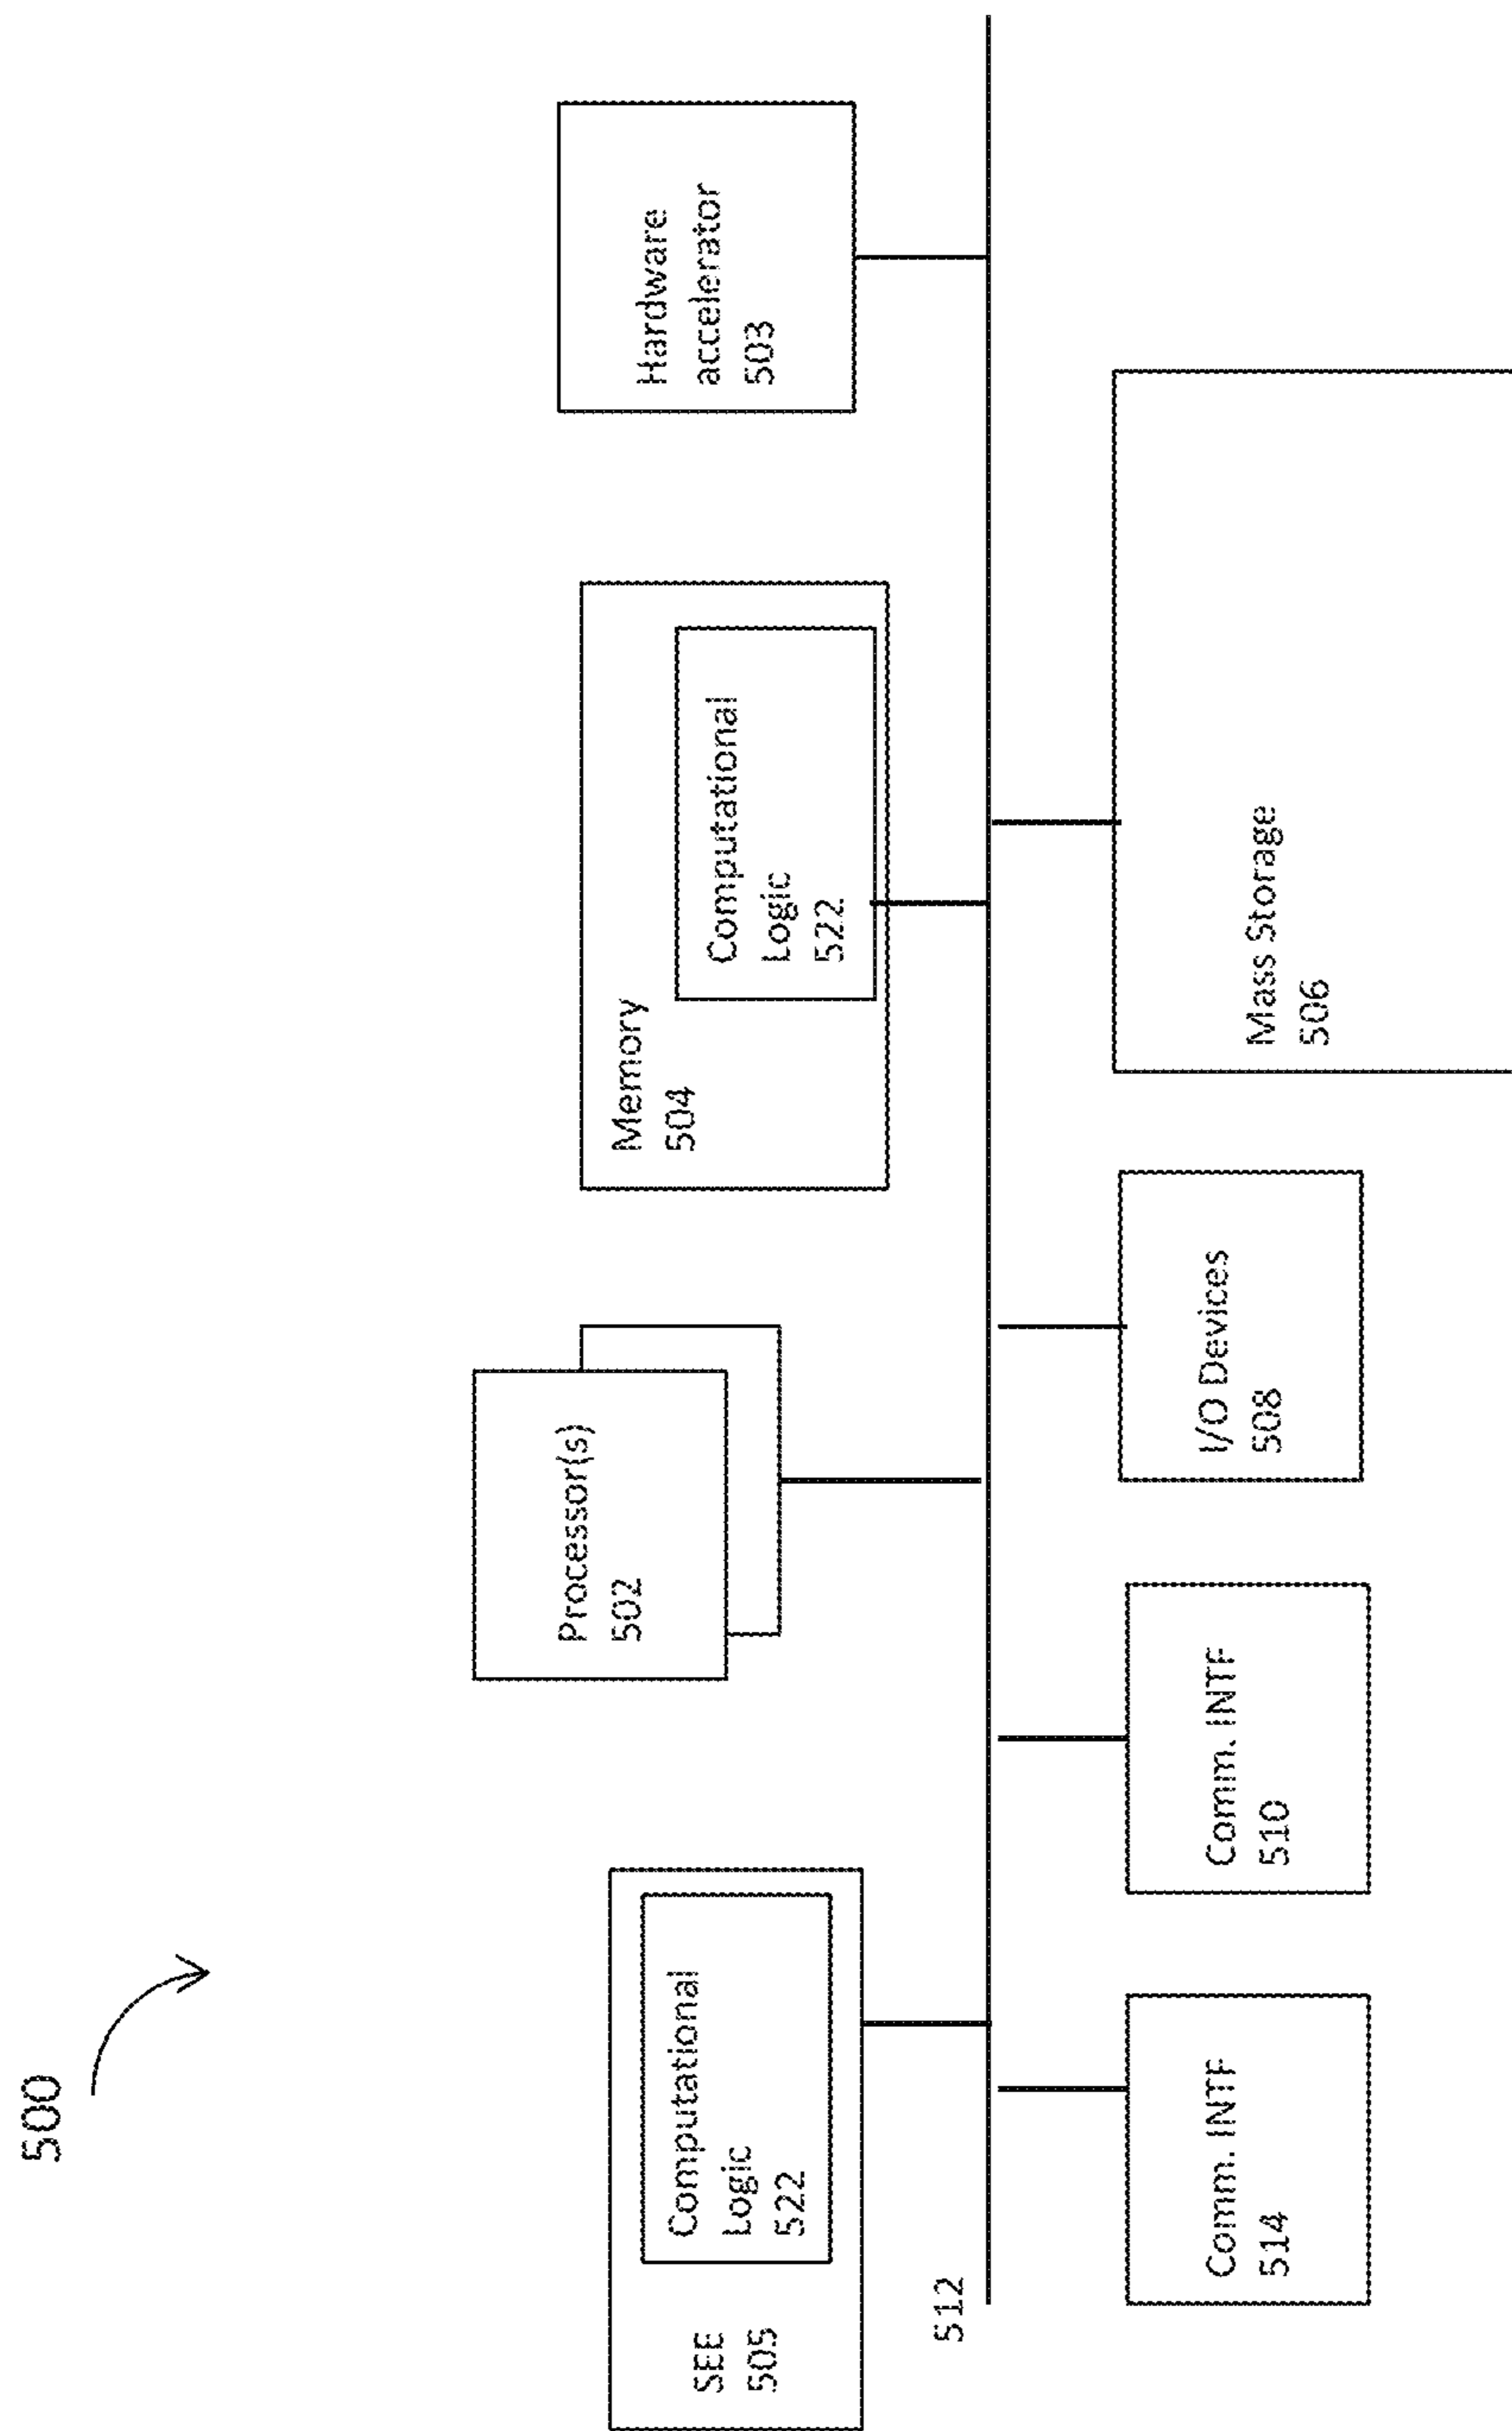 500
SEE
505
Computational
Logic
522
Processor(s)
502
Memory
504
Computational
Logic
522
Hardware
accelerator
503
512
Comm. INTF
514
Comm. INTF
510
I/O Devices
508
Mass Storage
506